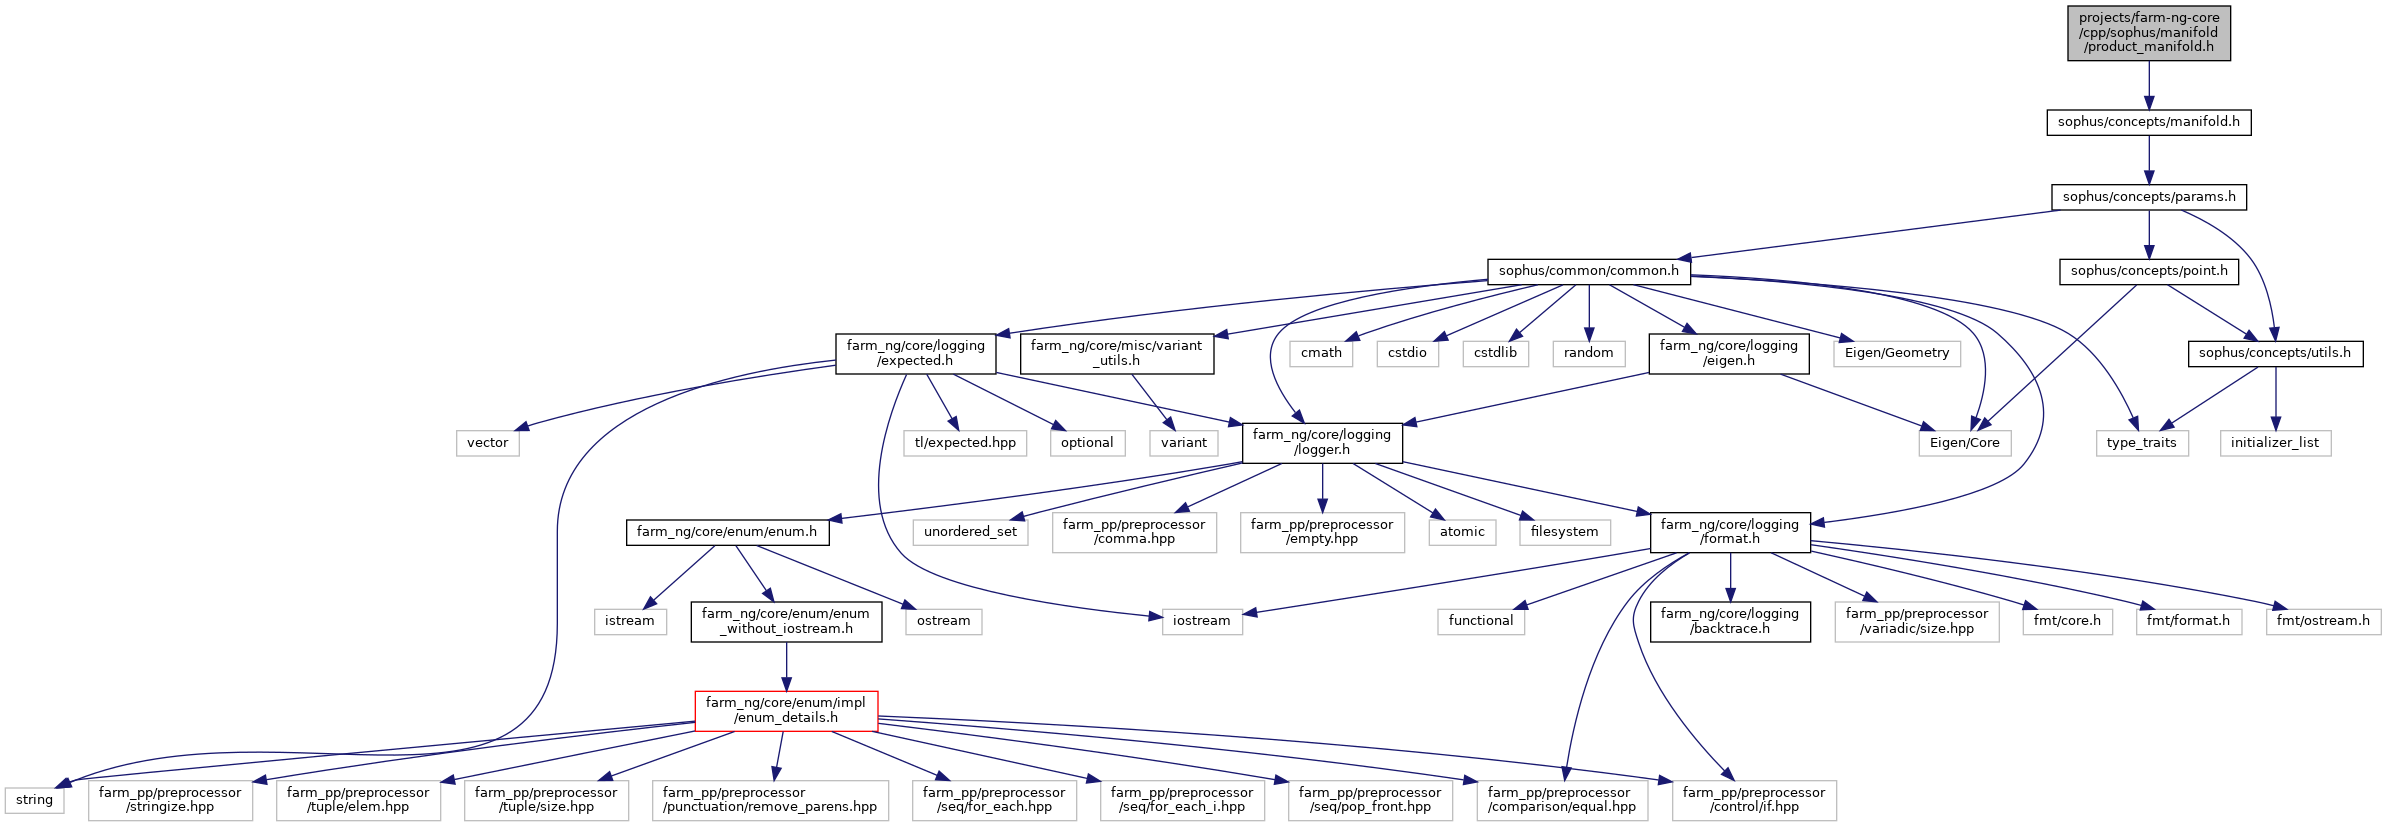 projects/farm-ng-core
/cpp/sophus/manifold
/product_manifold.h
sophus/concepts/manifold.h
sophus/concepts/params.h
sophus/common/common.h
sophus/concepts/point.h
farm_ng/core/logging
/expected.h
farm_ng/core/misc/variant
_utils.h
cmath
cstdio
cstdlib
random
farm_ng/core/logging
/eigen.h
Eigen/Geometry
sophus/concepts/utils.h
vector
tl/expected.hpp
optional
variant
farm_ng/core/logging
/logger.h
Eigen/Core
type_traits
initializer_list
farm_ng/core/enum/enum.h
unordered_set
farm_pp/preprocessor
/comma.hpp
farm_pp/preprocessor
/empty.hpp
atomic
filesystem
farm_ng/core/logging
/format.h
istream
farm_ng/core/enum/enum
_without_iostream.h
ostream
iostream
functional
farm_ng/core/logging
/backtrace.h
farm_pp/preprocessor
/variadic/size.hpp
fmt/core.h
fmt/format.h
fmt/ostream.h
farm_ng/core/enum/impl
/enum_details.h
string
farm_pp/preprocessor
/stringize.hpp
farm_pp/preprocessor
/tuple/elem.hpp
farm_pp/preprocessor
/tuple/size.hpp
farm_pp/preprocessor
/punctuation/remove_parens.hpp
farm_pp/preprocessor
/seq/for_each.hpp
farm_pp/preprocessor
/seq/for_each_i.hpp
farm_pp/preprocessor
/seq/pop_front.hpp
farm_pp/preprocessor
/comparison/equal.hpp
farm_pp/preprocessor
/control/if.hpp